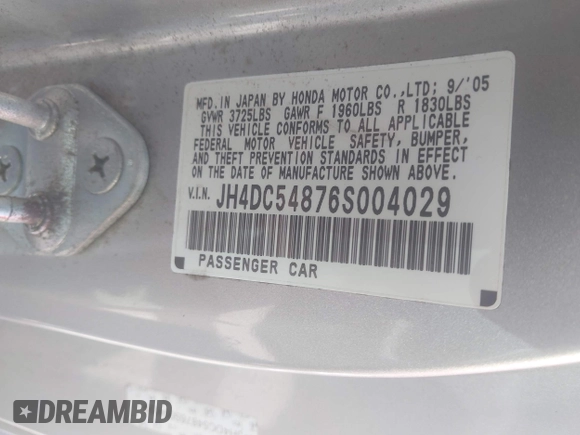 MFD.IN JAPAN BY HONDA MOTOR CO.,LTD; 9/'05
GVWR 3725LBS GAWR F 1960LBS R 1830LBS
THIS VEHICLE CONFORMS TO ALL APPLICABLE
FEDERAL MOTOR VEHICLE SAFETY, BUMPER,
AND THEFT PREVENTION STANDARDS IN EFFECT
ON THE DATE OF MANUFACTURE SHOWN ABOVE.
V.I.N. JH4DC54876S004029
PASSENGER CAR
DREAMBID